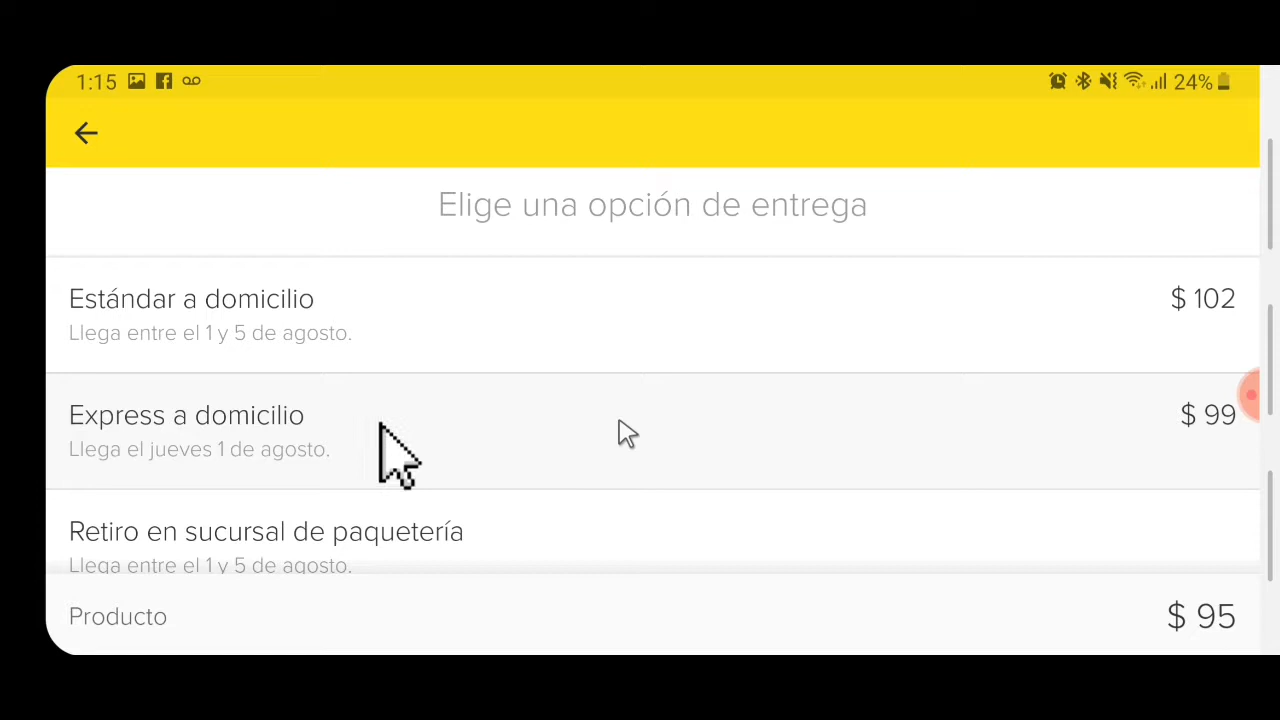 1:15 24%
Elige una opción de entrega
Estándar a domicilio $ 102
Llega entre el 1 y 5 de agosto.
Express a domicilio $ 99
Llega el jueves 1 de agosto.
Retiro en sucursal de paquetería
Llega entre el 1 y 5 de agosto.
Producto $ 95